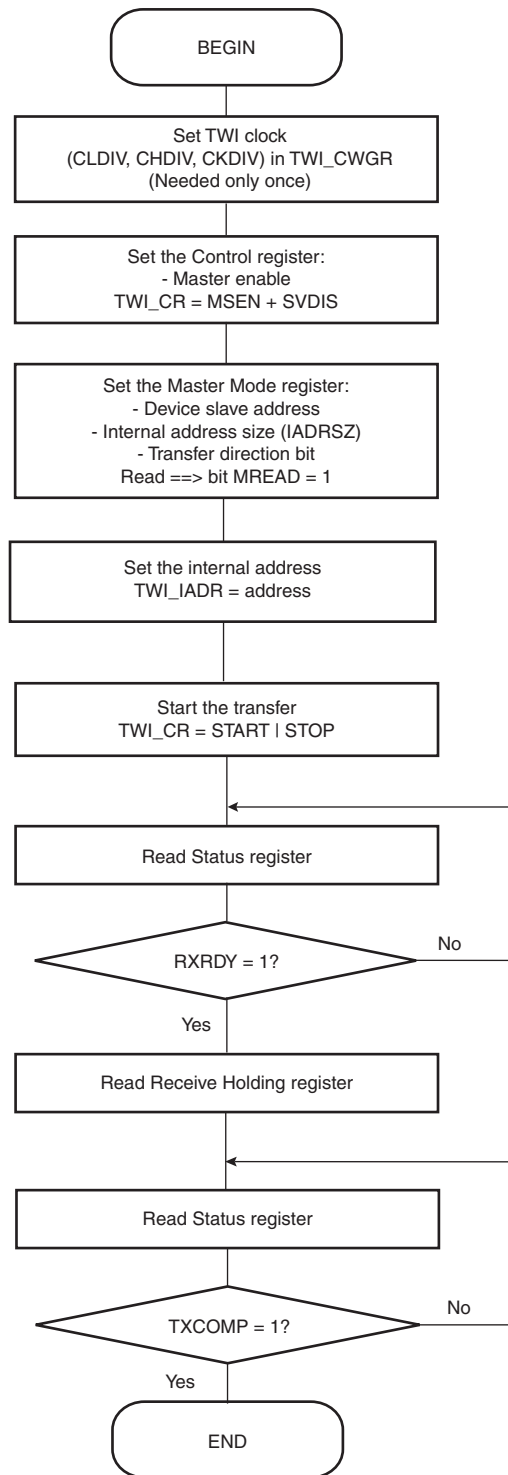 BEGIN
Set TWI clock
(CLDIV, CHDIV, CKDIV) in TWI_CWGR
(Needed only once)
Set the Control register:
- Master enable
TWI_CR = MSEN + SVDIS
Set the Master Mode register:
- Device slave address
- Internal address size (IADRSZ)
- Transfer direction bit
Read ==> bit MREAD = 1
Set the internal address
TWI_IADR = address
Start the transfer
TWI_CR = START | STOP
Read Status register
RXRDY = 1?
No
Yes
Read Receive Holding register
Read Status register
TXCOMP = 1?
No
Yes
END